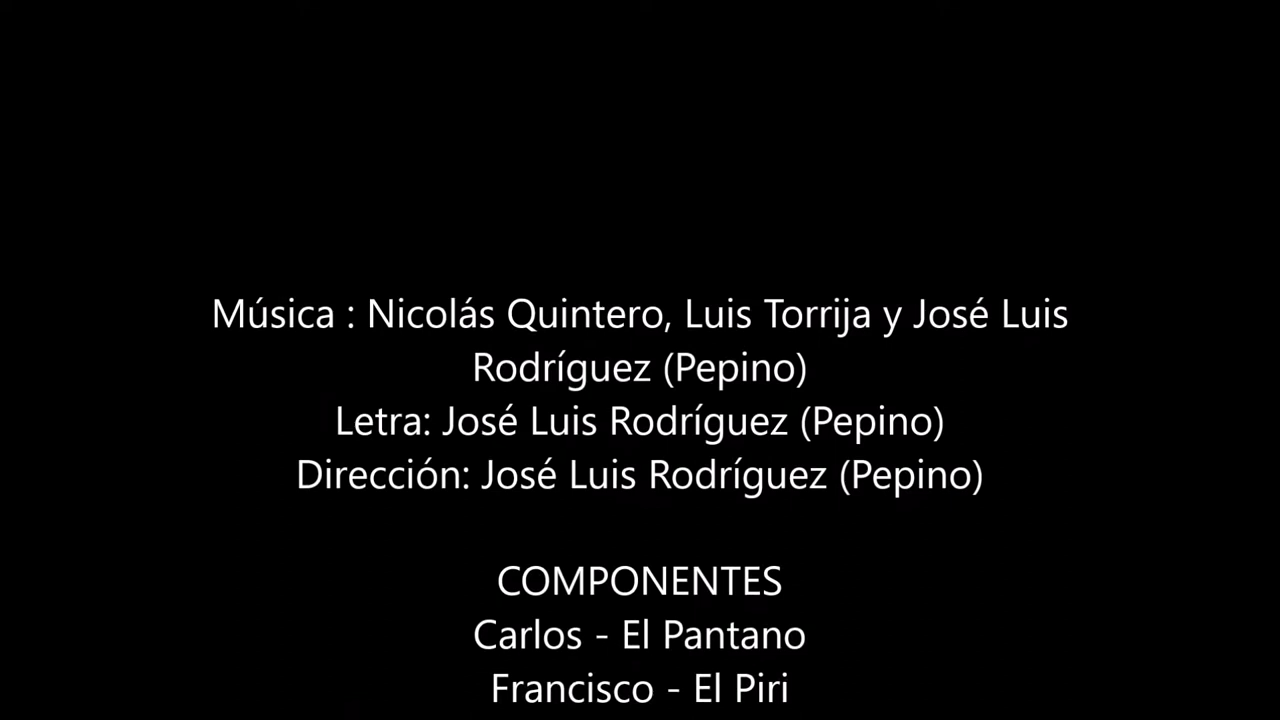 Música : Nicolás Quintero, Luis Torrija y José Luis
Rodríguez (Pepino)
Letra: José Luis Rodríguez (Pepino)
Dirección: José Luis Rodríguez (Pepino)
COMPONENTES
Carlos - El Pantano
Francisco - El Piri